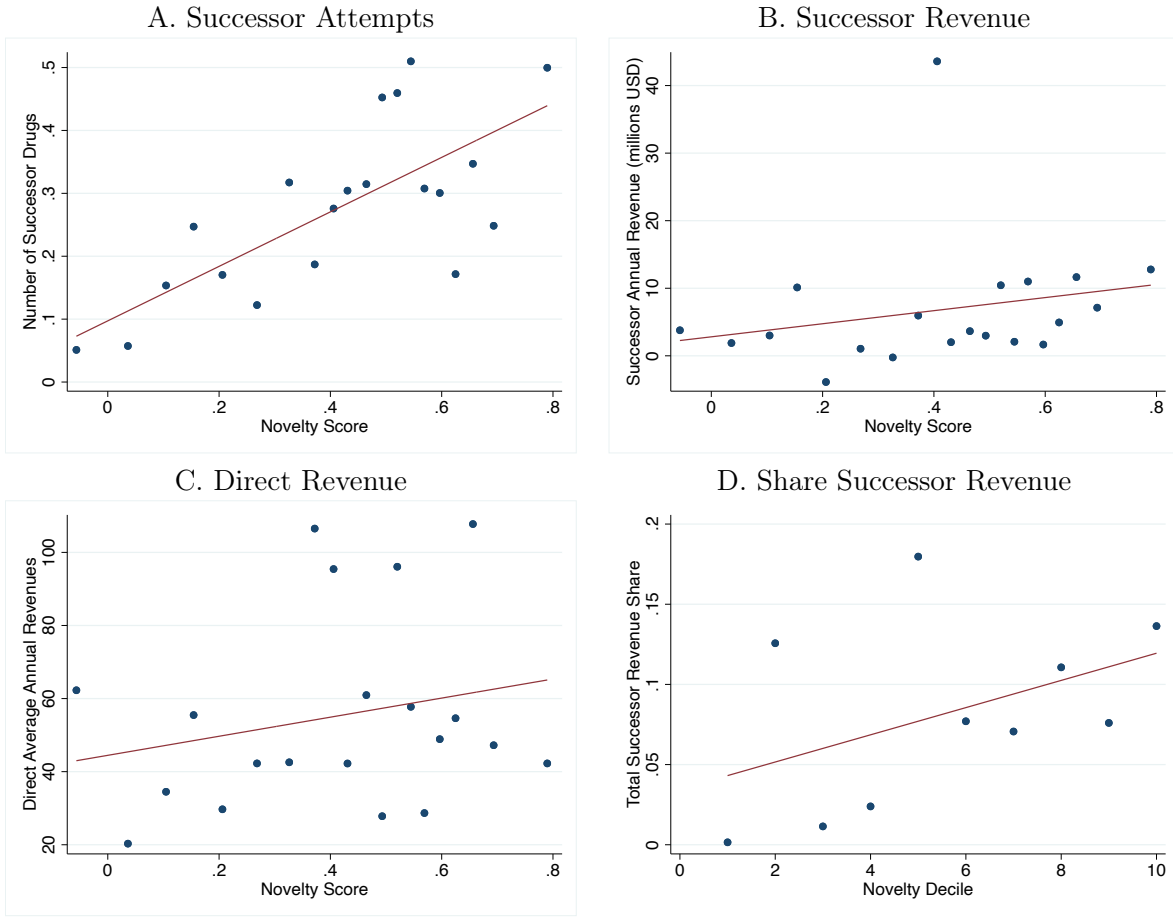 A. Successor Attempts
Number of Successor Drugs
.5
.4
.3
.2
.1
0
0 .2 .4 .6 .8
Novelty Score
B. Successor Revenue
Successor Annual Revenue (millions USD)
40
30
20
10
0
0 .2 .4 .6 .8
Novelty Score
C. Direct Revenue
Direct Average Annual Revenues
100
80
60
40
20
0 .2 .4 .6 .8
Novelty Score
D. Share Successor Revenue
Total Successor Revenue Share
.2
.15
.1
.05
0
0 2 4 6 8 10
Novelty Decile